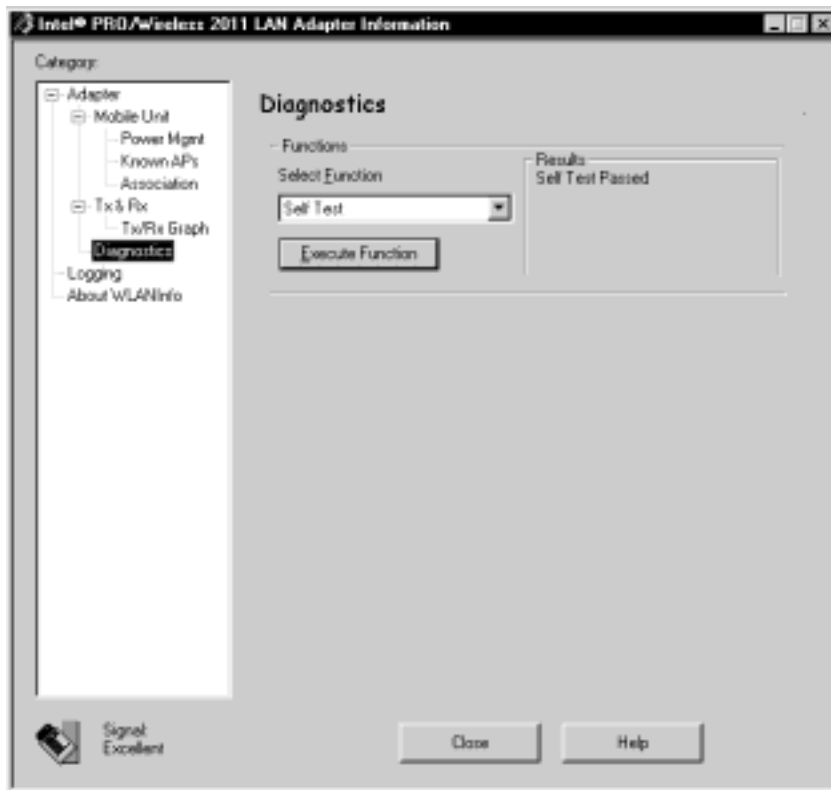 Intel® PRO/Wireless 2011 LAN Adapter Information
Category:
Adapter
Mobile Unit
Power Mgmt
Known APs
Association
Tx & Rx
Tx/Rx Graph
Diagnostics
Logging
About WLANInfo
Diagnostics
Functions
Select Function
Self Test
Execute Function
Results
Self Test Passed
Signal:
Excellent
Close
Help